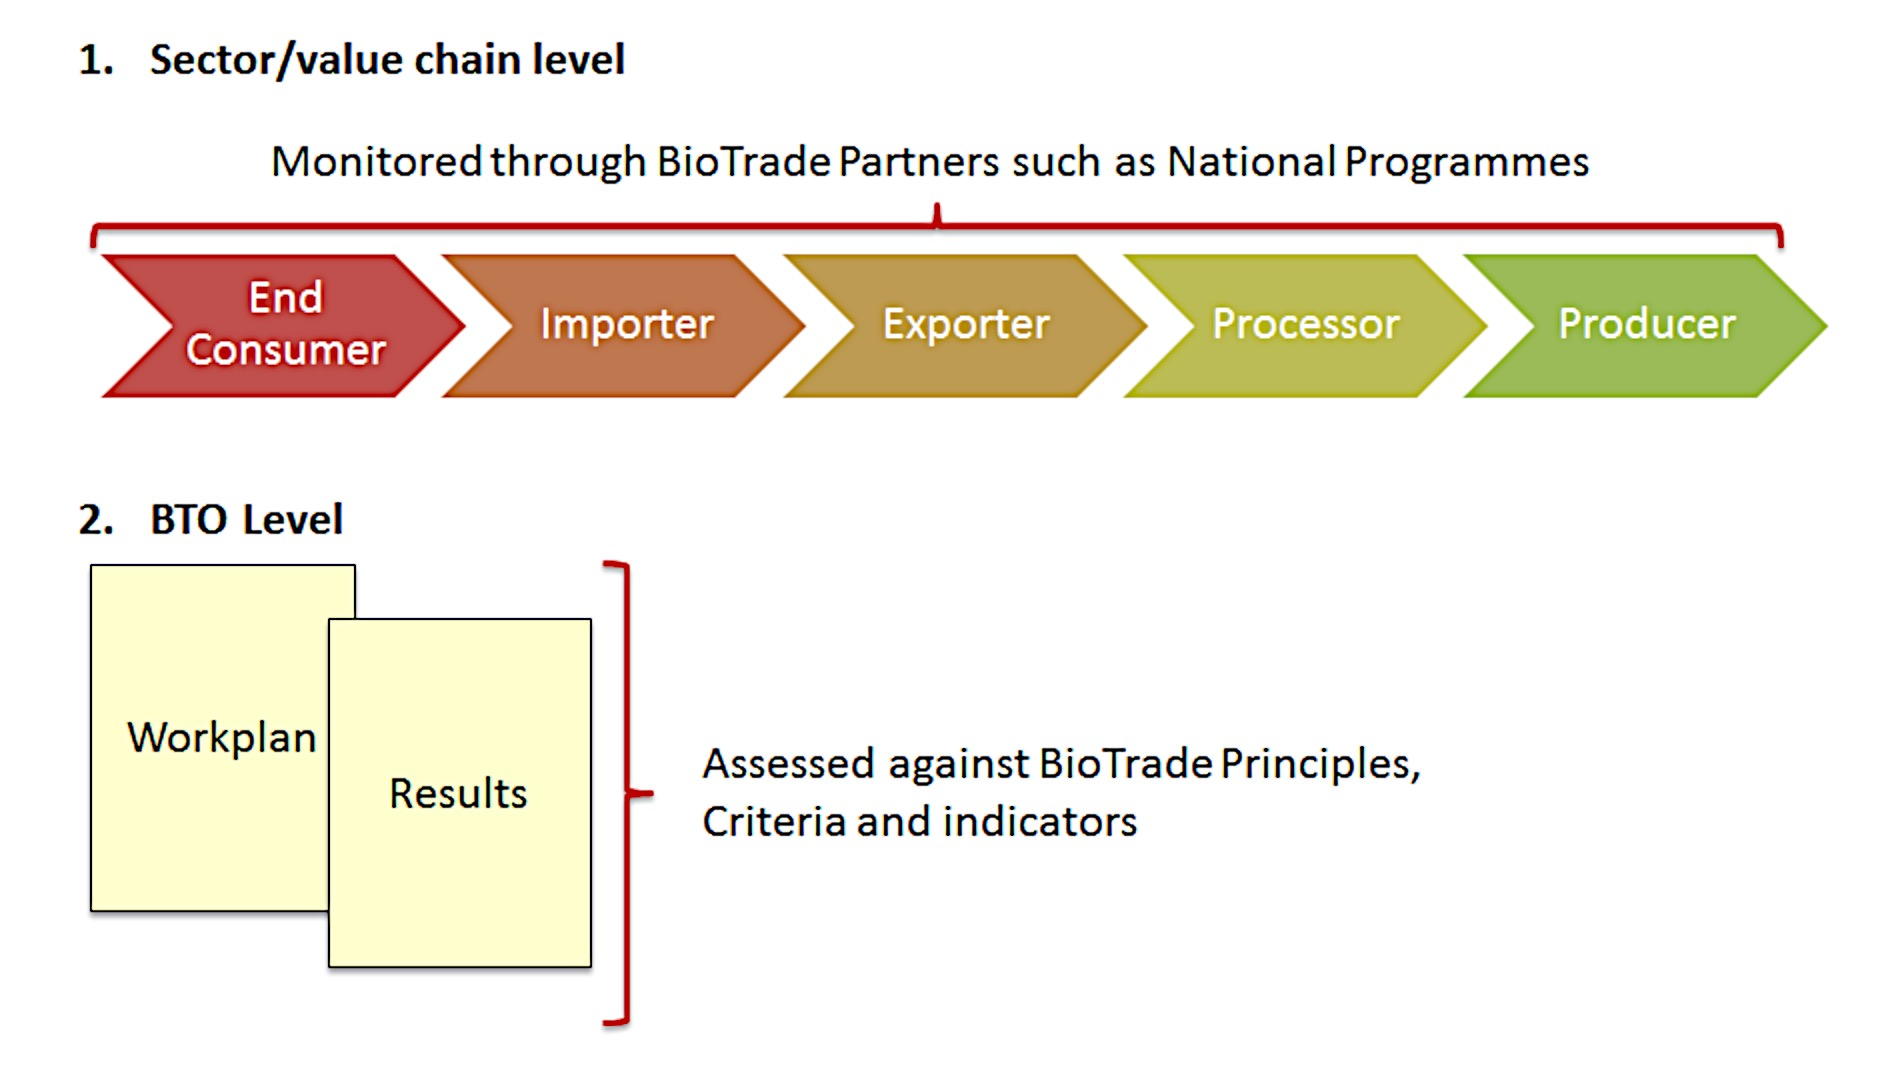 1. Sector/value chain level
Monitored through BioTrade Partners such as National Programmes
End
Consumer
Importer
Exporter
Processor
Producer
2. BTO Level
Workplan
Results
Assessed against BioTrade Principles,
Criteria and indicators